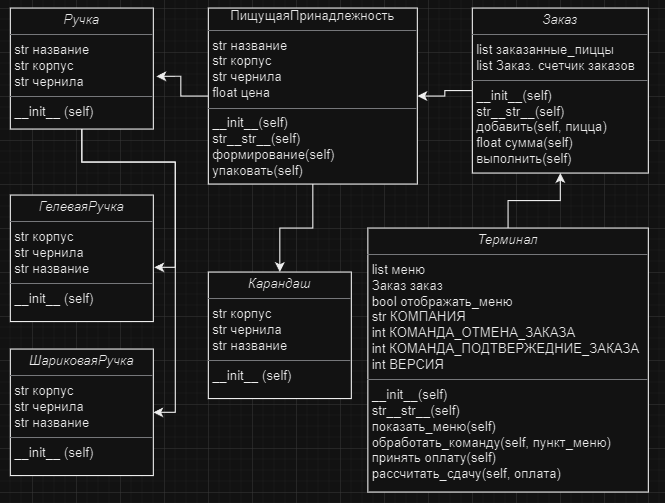 Ручка
str название
str корпус
str чернила
__init__ (self)
ПищущаяПринадлежность
str название
str корпус
str чернила
float цена
__init__(self)
str__str__(self)
формирование(self)
упаковать(self)
Заказ
list заказанные_пиццы
list Заказ. счетчик заказов
__init__(self)
str__str__(self)
добавить(self, пицца)
float сумма(self)
выполнить(self)
ГелеваяРучка
str корпус
str чернила
str название
__init__ (self)
Карандаш
str корпус
str чернила
str название
__init__ (self)
Терминал
list меню
Заказ заказ
bool отображать_меню
str КОМПАНИЯ
int КОМАНДА_ОТМЕНА_ЗАКАЗА
int КОМАНДА_ПОДТВЕРЖЕДНИЕ_ЗАКАЗА
int ВЕРСИЯ
__init__(self)
str__str__(self)
показать_меню(self)
обработать_команду(self, пункт_меню)
принять оплату(self)
рассчитать_сдачу(self, оплата)
ШариковаяРучка
str корпус
str чернила
str название
__init__ (self)